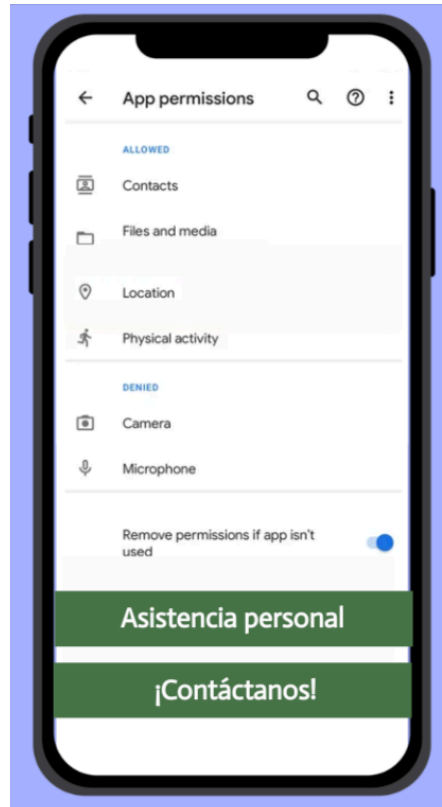 App permissions
ALLOWED
Contacts
Files and media
Location
Physical activity
DENIED
Camera
Microphone
Remove permissions if app isn't
used
Asistencia personal
¡Contáctanos!